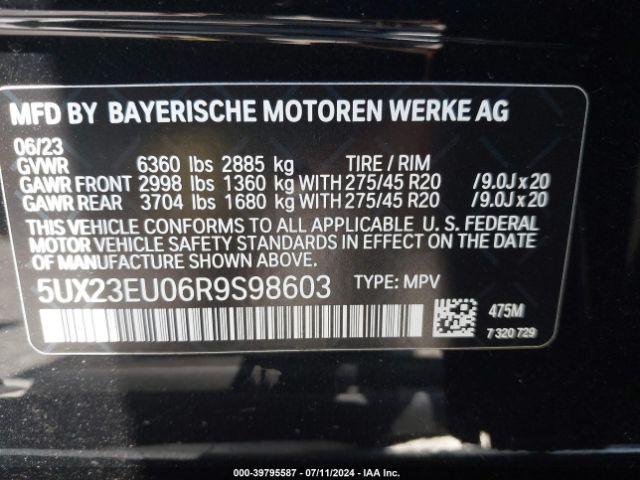 MFD BY BAYERISCHE MOTOREN WERKE AG
06/23
GVWR 6360 lbs 2885 kg TIRE / RIM
GAWR FRONT 2998 lbs 1360 kg WITH 275/45 R20 /9.0J x 20
GAWR REAR 3704 lbs 1680 kg WITH 275/45 R20 /9.0J x 20
THIS VEHICLE CONFORMS TO ALL APPLICABLE U. S. FEDERAL
MOTOR VEHICLE SAFETY STANDARDS IN EFFECT ON THE DATE
OF MANUFACTURE SHOWN ABOVE.
5UX23EU06R9S98603 TYPE: MPV
475M
7 320 729
000-39795587 - 07/11/2024 - IAA Inc.